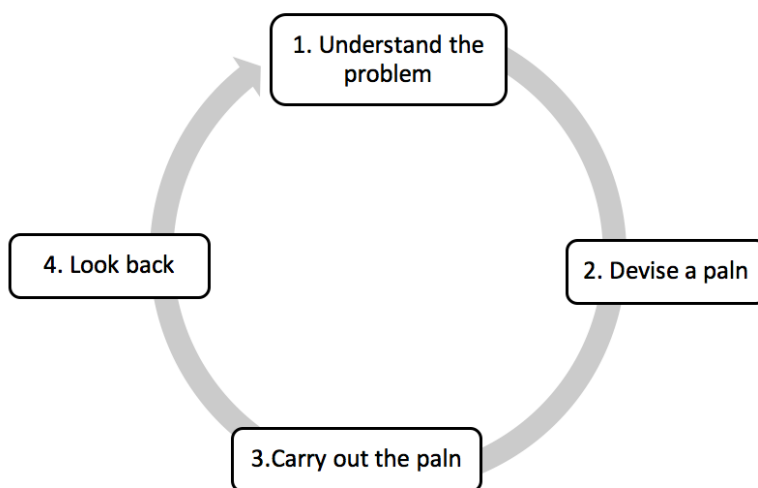 1. Understand the
problem
2. Devise a paln
3.Carry out the paln
4. Look back